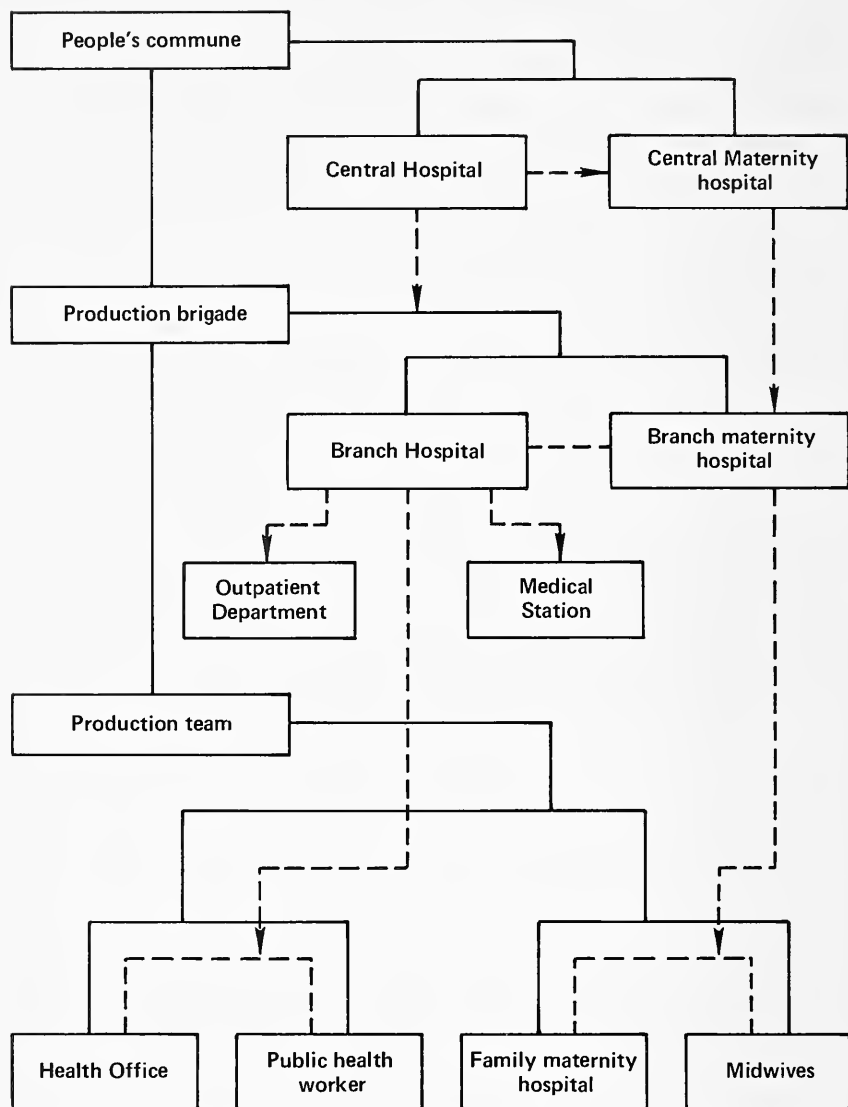 People's commune
Central Hospital
Central Maternity
hospital
Production brigade
Branch Hospital
Branch maternity
hospital
Outpatient
Department
Medical
Station
Production team
Health Office
Public health
worker
Family maternity
hospital
Midwives